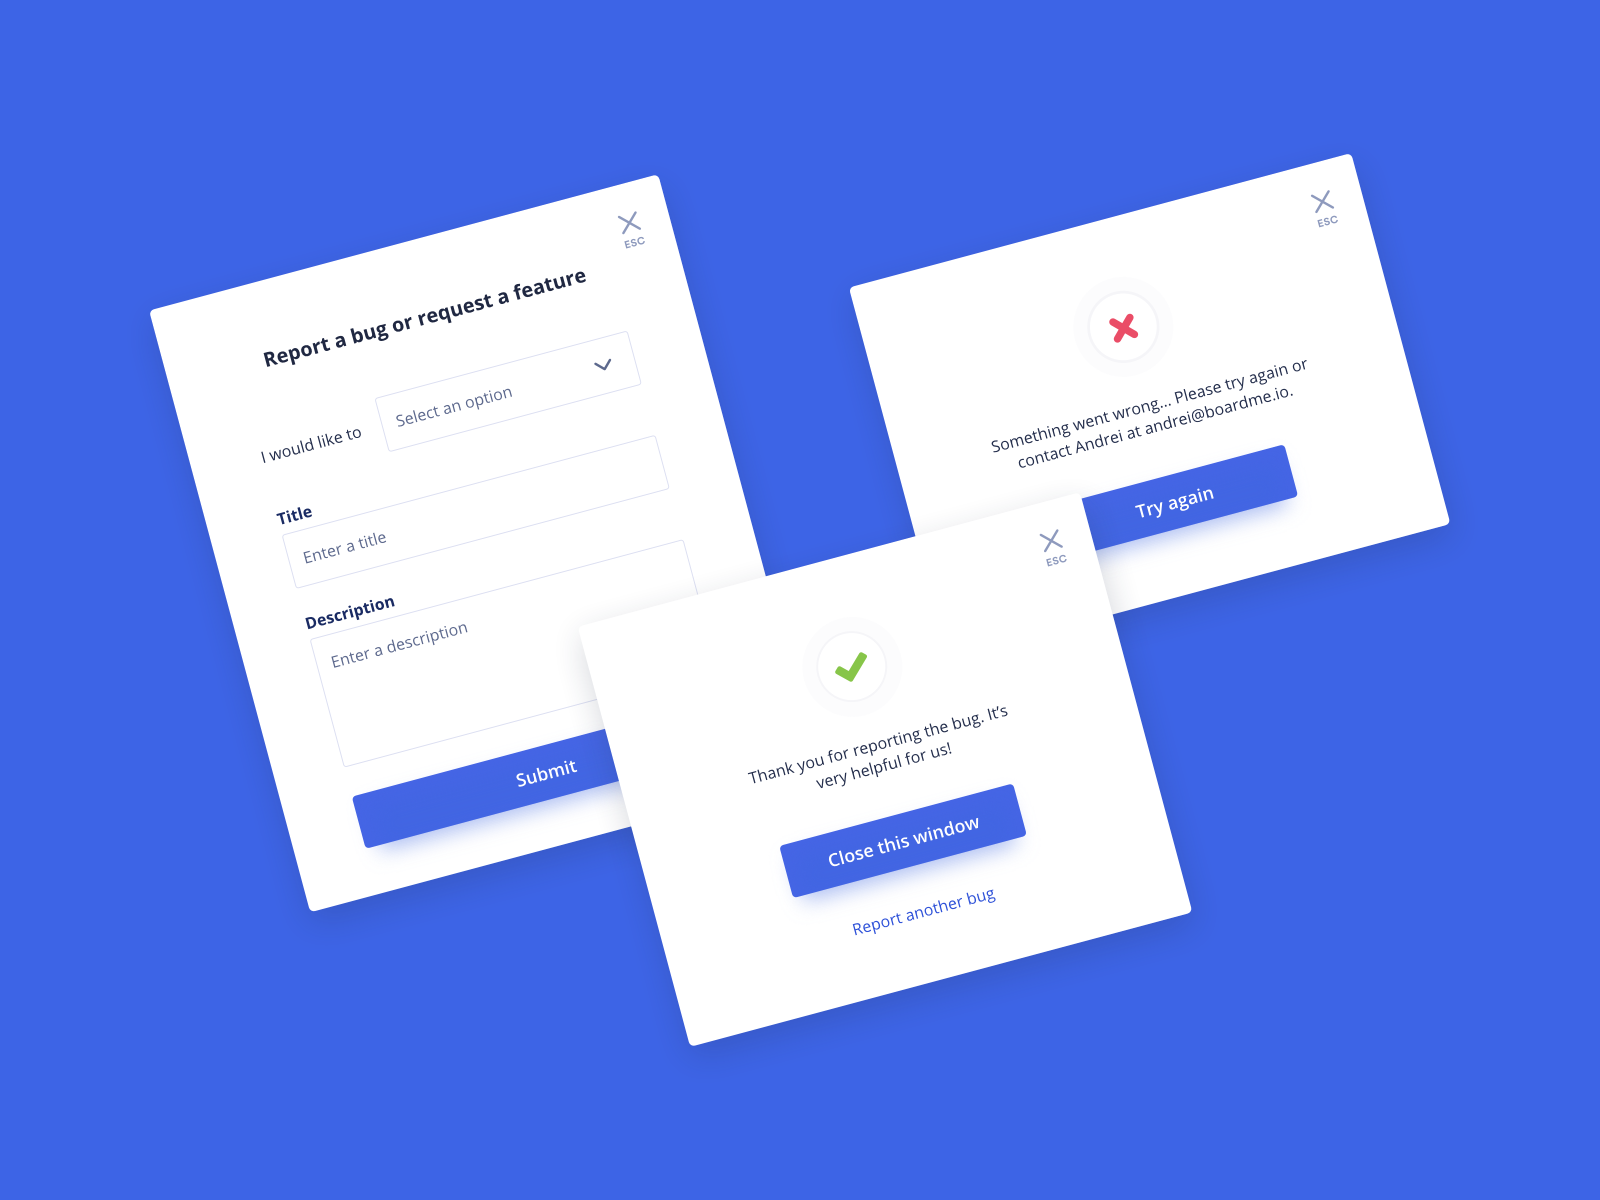 ESC
Report a bug or request a feature
I would like to
Select an option
Title
Enter a title
Description
Enter a description
Submit
ESC
Something went wrong... Please try again or
contact Andrei at andrei@boardme.io.
Try again
ESC
Thank you for reporting the bug. It's
very helpful for us!
Close this window
Report another bug